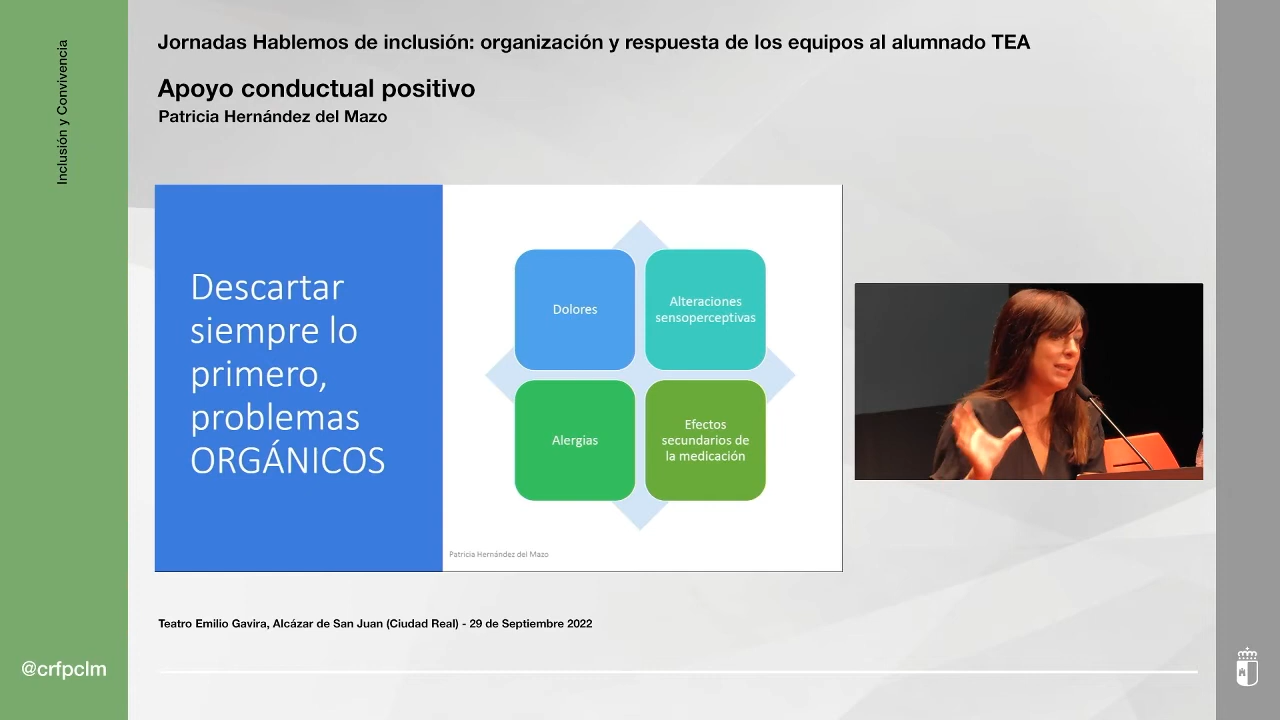 Inclusión y Convivencia
Jornadas Hablemos de inclusión: organización y respuesta de los equipos al alumnado TEA
Apoyo conductual positivo
Patricia Hernández del Mazo
Descartar
siempre lo
primero,
problemas
ORGÁNICOS
Dolores
Alteraciones
sensoperceptivas
Alergias
Efectos
secundarios de
la medicación
Patricia Hernández del Mazo
Teatro Emilio Gavira, Alcázar de San Juan (Ciudad Real) - 29 de Septiembre 2022
@crfpclm